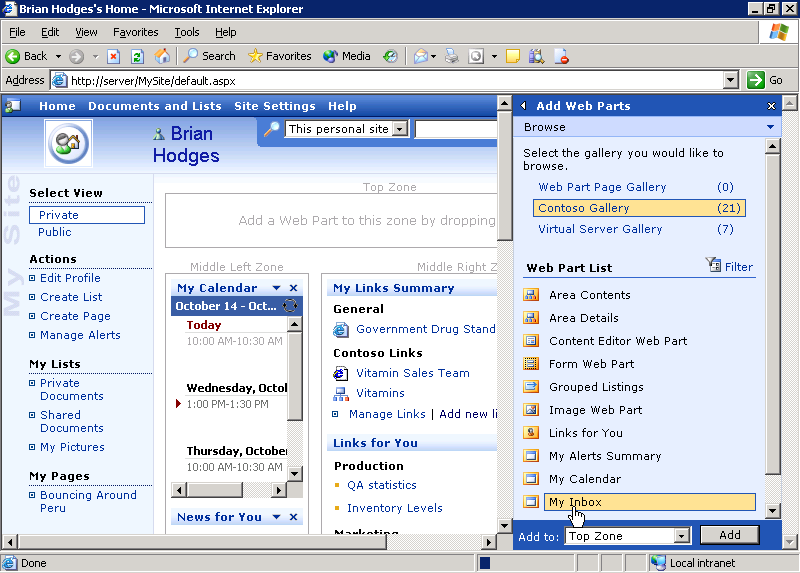 Brian Hodges's Home - Microsoft Internet Explorer
File Edit View Favorites Tools Help
Back Search Favorites Media
Address http://server/MySite/default.aspx Go
Home Documents and Lists Site Settings Help
Brian Hodges
This personal site
My Site
Select View
Private
Public
Actions
Edit Profile
Create List
Create Page
Manage Alerts
My Lists
Private
Documents
Shared
Documents
My Pictures
My Pages
Bouncing Around
Peru
Top Zone
Add a Web Part to this zone by dropping
Middle Left Zone
My Calendar
October 14 - Oct...
Today
10:00 AM-10:30 AM
Wednesday, Octol
1:00 PM-1:30 PM
Thursday, October
10:00 AM-10:30 AM
News for You
Middle Right Z
My Links Summary
General
Government Drug Stand
Contoso Links
Vitamin Sales Team
Vitamins
Manage Links | Add new li
Links for You
Production
QA statistics
Inventory Levels
Marketing
Add Web Parts
Browse
Select the gallery you would like to
browse.
Web Part Page Gallery (0)
Contoso Gallery (21)
Virtual Server Gallery (7)
Web Part List Filter
Area Contents
Area Details
Content Editor Web Part
Form Web Part
Grouped Listings
Image Web Part
Links for You
My Alerts Summary
My Calendar
My Inbox
Add to: Top Zone Add
Done Local intranet